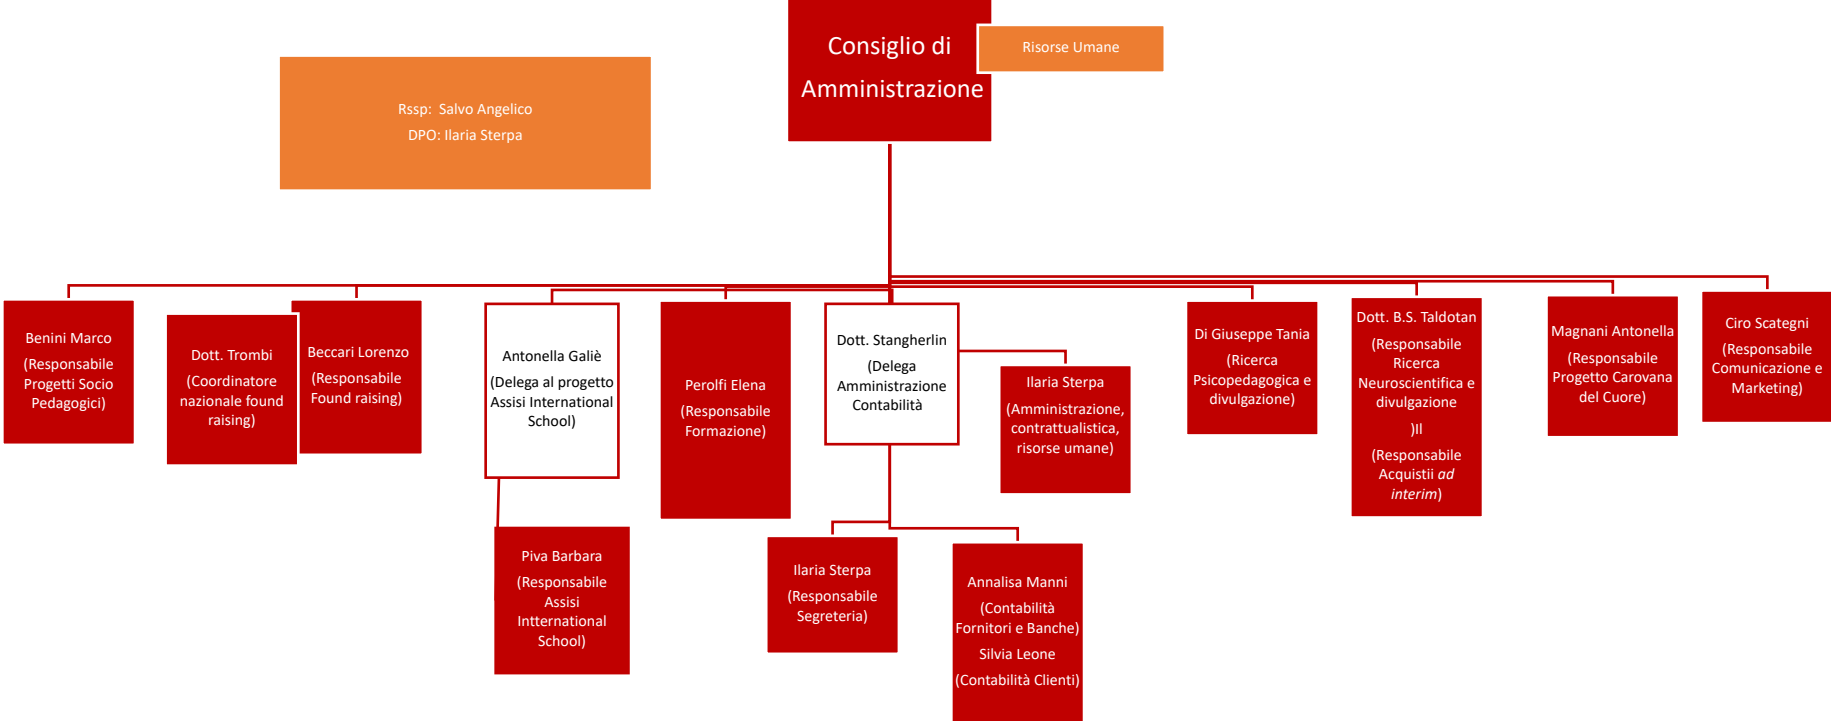 Consiglio di
Amministrazione
Risorse Umane
Rssp:  Salvo Angelico
DPO: Ilaria Sterpa
Benini Marco
(Responsabile
Progetti Socio
Pedagogici)
Dott. Trombi
(Coordinatore
nazionale found
raising)
Beccari Lorenzo
(Responsabile
Found raising)
Antonella Galiè
(Delega al progetto
Assisi International
School)
Perolfi Elena
(Responsabile
Formazione)
Dott. Stangherlin
(Delega
Amministrazione
Contabilità
Ilaria Sterpa
(Amministrazione,
contrattualistica,
risorse umane)
Di Giuseppe Tania
(Ricerca
Psicopedagogica e
divulgazione)
Dott. B.S. Taldotan
(Responsabile
Ricerca
Neuroscientifica e
divulgazione
)Il
(Responsabile
Acquistii ad
interim)
Magnani Antonella
(Responsabile
Progetto Carovana
del Cuore)
Ciro Scategni
(Responsabile
Comunicazione e
Marketing)
Piva Barbara
(Responsabile
Assisi
Intternational
School)
Ilaria Sterpa
(Responsabile
Segreteria)
Annalisa Manni
(Contabilità
Fornitori e Banche)
Silvia Leone
(Contabilità Clienti)